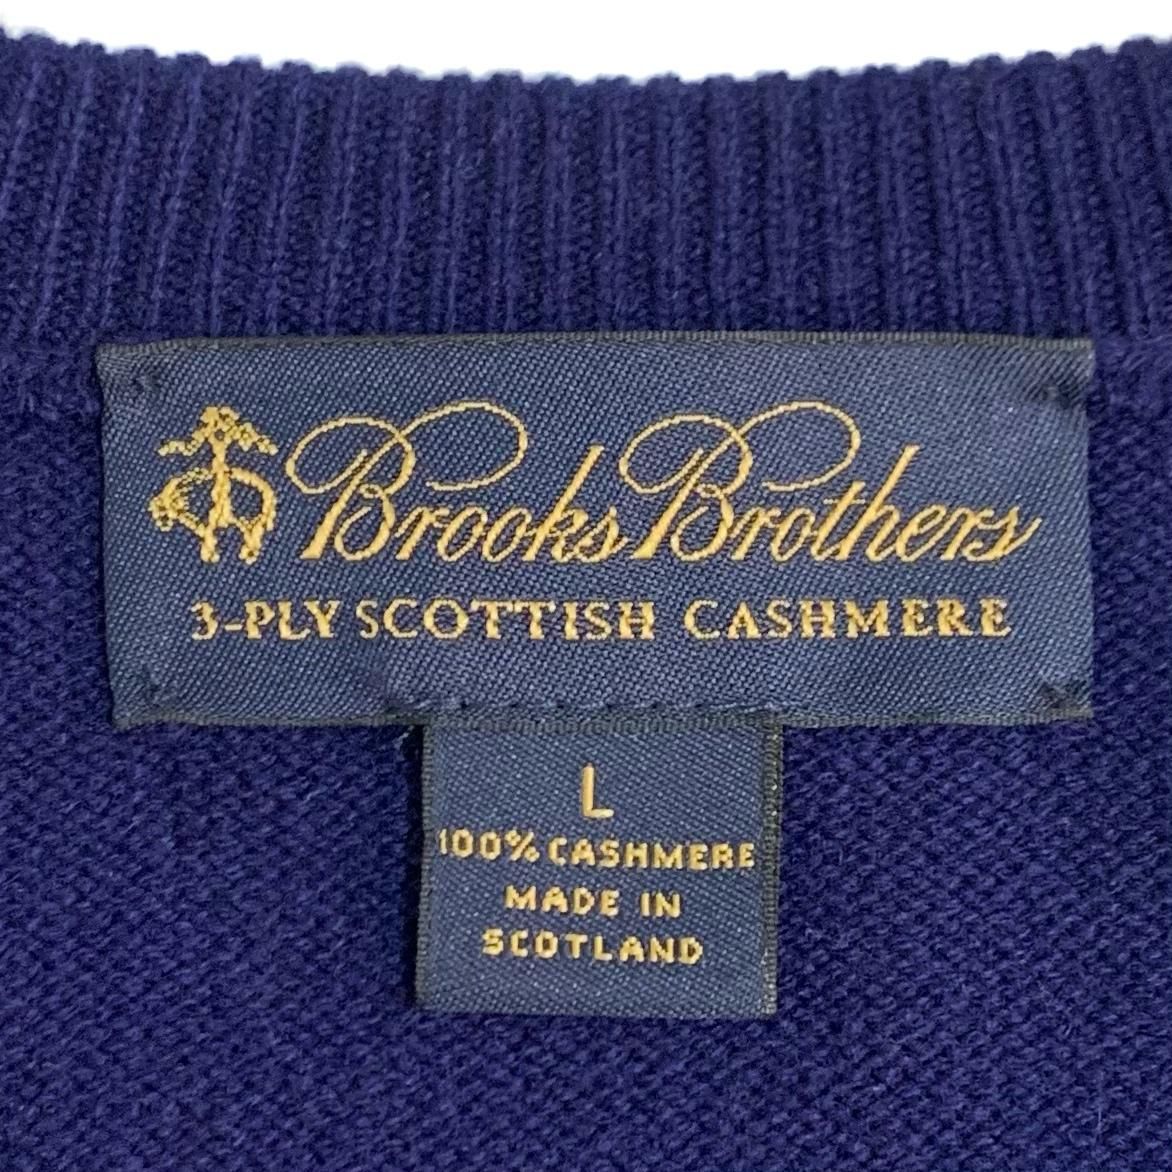 Brooks Brothers
3-PLY SCOTTISH CASHMERE
L
100% CASHMERE
MADE IN
SCOTLAND